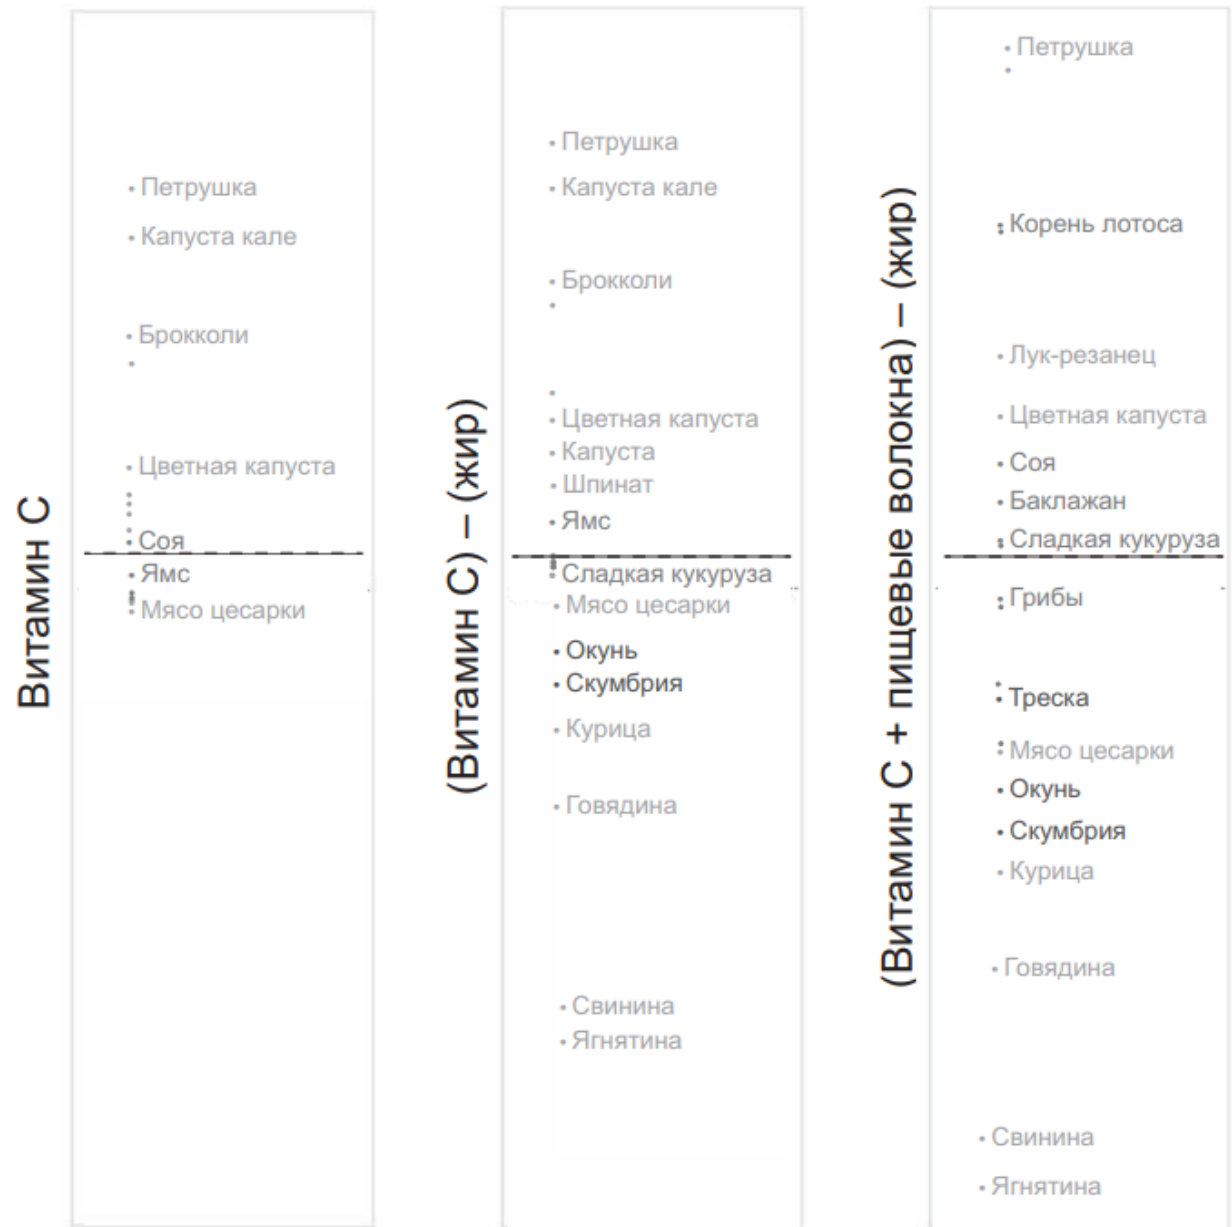 Витамин C
Петрушка
Капуста кале
Брокколи
Цветная капуста
Соя
Ямс
Мясо цесарки
(Витамин C) – (жир)
Петрушка
Капуста кале
Брокколи
Цветная капуста
Капуста
Шпинат
Ямс
Сладкая кукуруза
Мясо цесарки
Окунь
Скумбрия
Курица
Говядина
Свинина
Ягнятина
(Витамин C + пищевые волокна) – (жир)
Петрушка
Корень лотоса
Лук-резанец
Цветная капуста
Соя
Баклажан
Сладкая кукуруза
Грибы
Треска
Мясо цесарки
Окунь
Скумбрия
Курица
Говядина
Свинина
Ягнятина